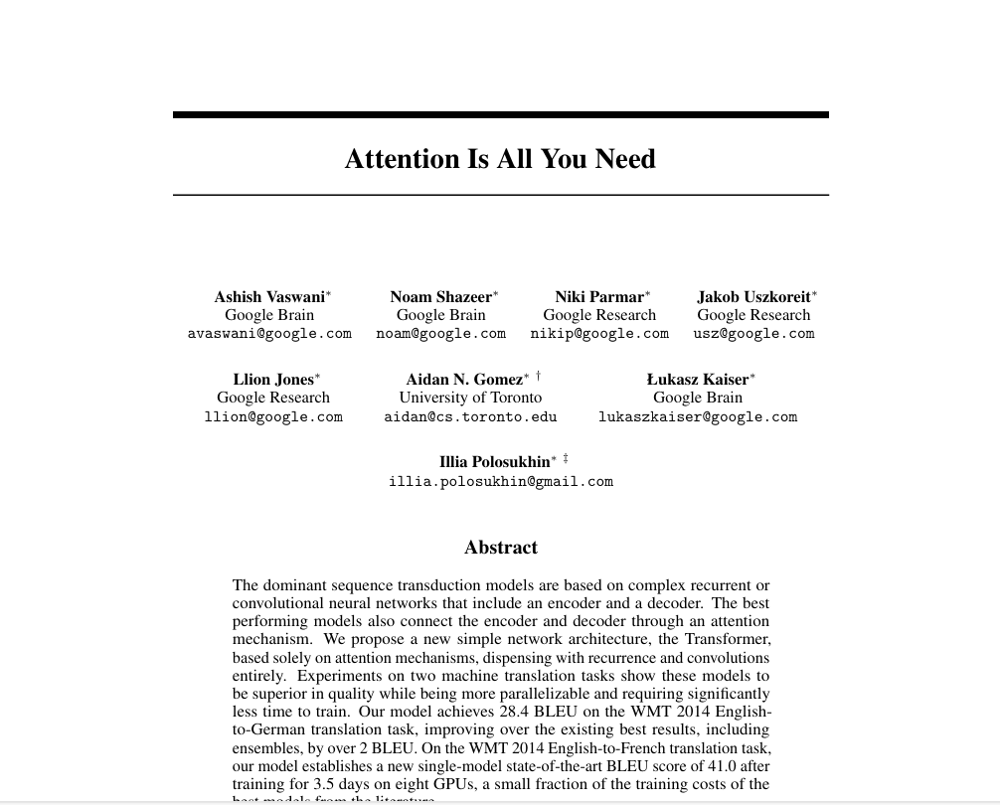 Attention Is All You Need
Ashish Vaswani* Noam Shazeer* Niki Parmar* Jakob Uszkoreit*
Google Brain Google Brain Google Research Google Research
avaswani@google.com noam@google.com nikip@google.com usz@google.com
Llion Jones* Aidan N. Gomez* † Łukasz Kaiser*
Google Research University of Toronto Google Brain
llion@google.com aidan@cs.toronto.edu lukaszkaiser@google.com
Illia Polosukhin* ‡
illia.polosukhin@gmail.com
Abstract
The dominant sequence transduction models are based on complex recurrent or
convolutional neural networks that include an encoder and a decoder. The best
performing models also connect the encoder and decoder through an attention
mechanism. We propose a new simple network architecture, the Transformer,
based solely on attention mechanisms, dispensing with recurrence and convolutions
entirely. Experiments on two machine translation tasks show these models to
be superior in quality while being more parallelizable and requiring significantly
less time to train. Our model achieves 28.4 BLEU on the WMT 2014 English-
to-German translation task, improving over the existing best results, including
ensembles, by over 2 BLEU. On the WMT 2014 English-to-French translation task,
our model establishes a new single-model state-of-the-art BLEU score of 41.0 after
training for 3.5 days on eight GPUs, a small fraction of the training costs of the
best models from the literature.